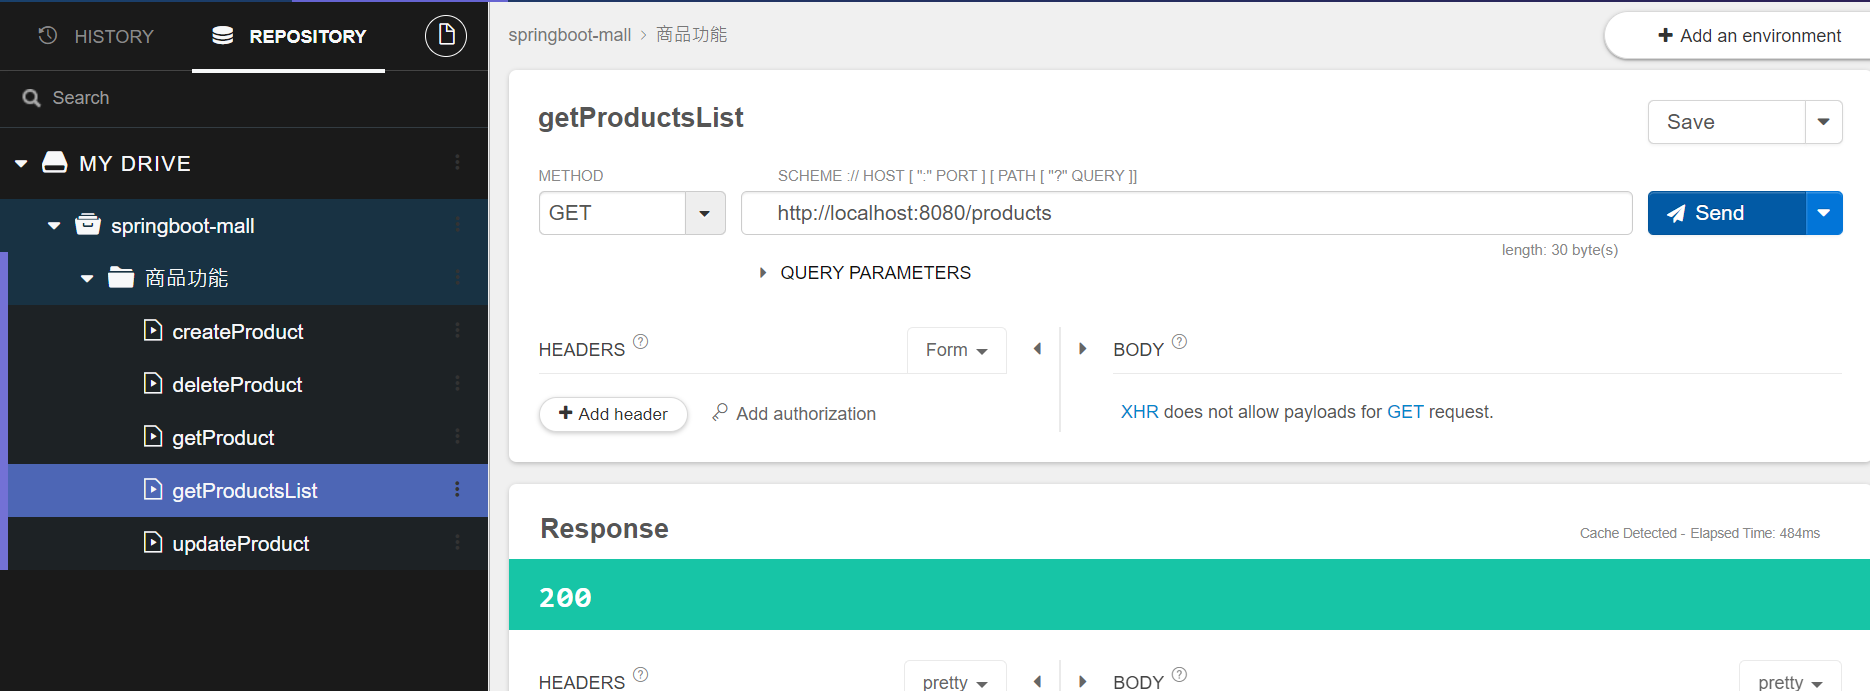 HISTORY
REPOSITORY
Search
MY DRIVE
springboot-mall
商品功能
createProduct
deleteProduct
getProduct
getProductsList
updateProduct
springboot-mall > 商品功能
+ Add an environment
getProductsList
Save
METHOD
SCHEME :// HOST [ ":" PORT ] [ PATH [ "?" QUERY ]]
GET
http://localhost:8080/products
Send
length: 30 byte(s)
QUERY PARAMETERS
HEADERS ?
Form
BODY ?
+ Add header
Add authorization
XHR does not allow payloads for GET request.
Response
Cache Detected - Elapsed Time: 484ms
200
HEADERS ?
pretty
BODY ?
pretty